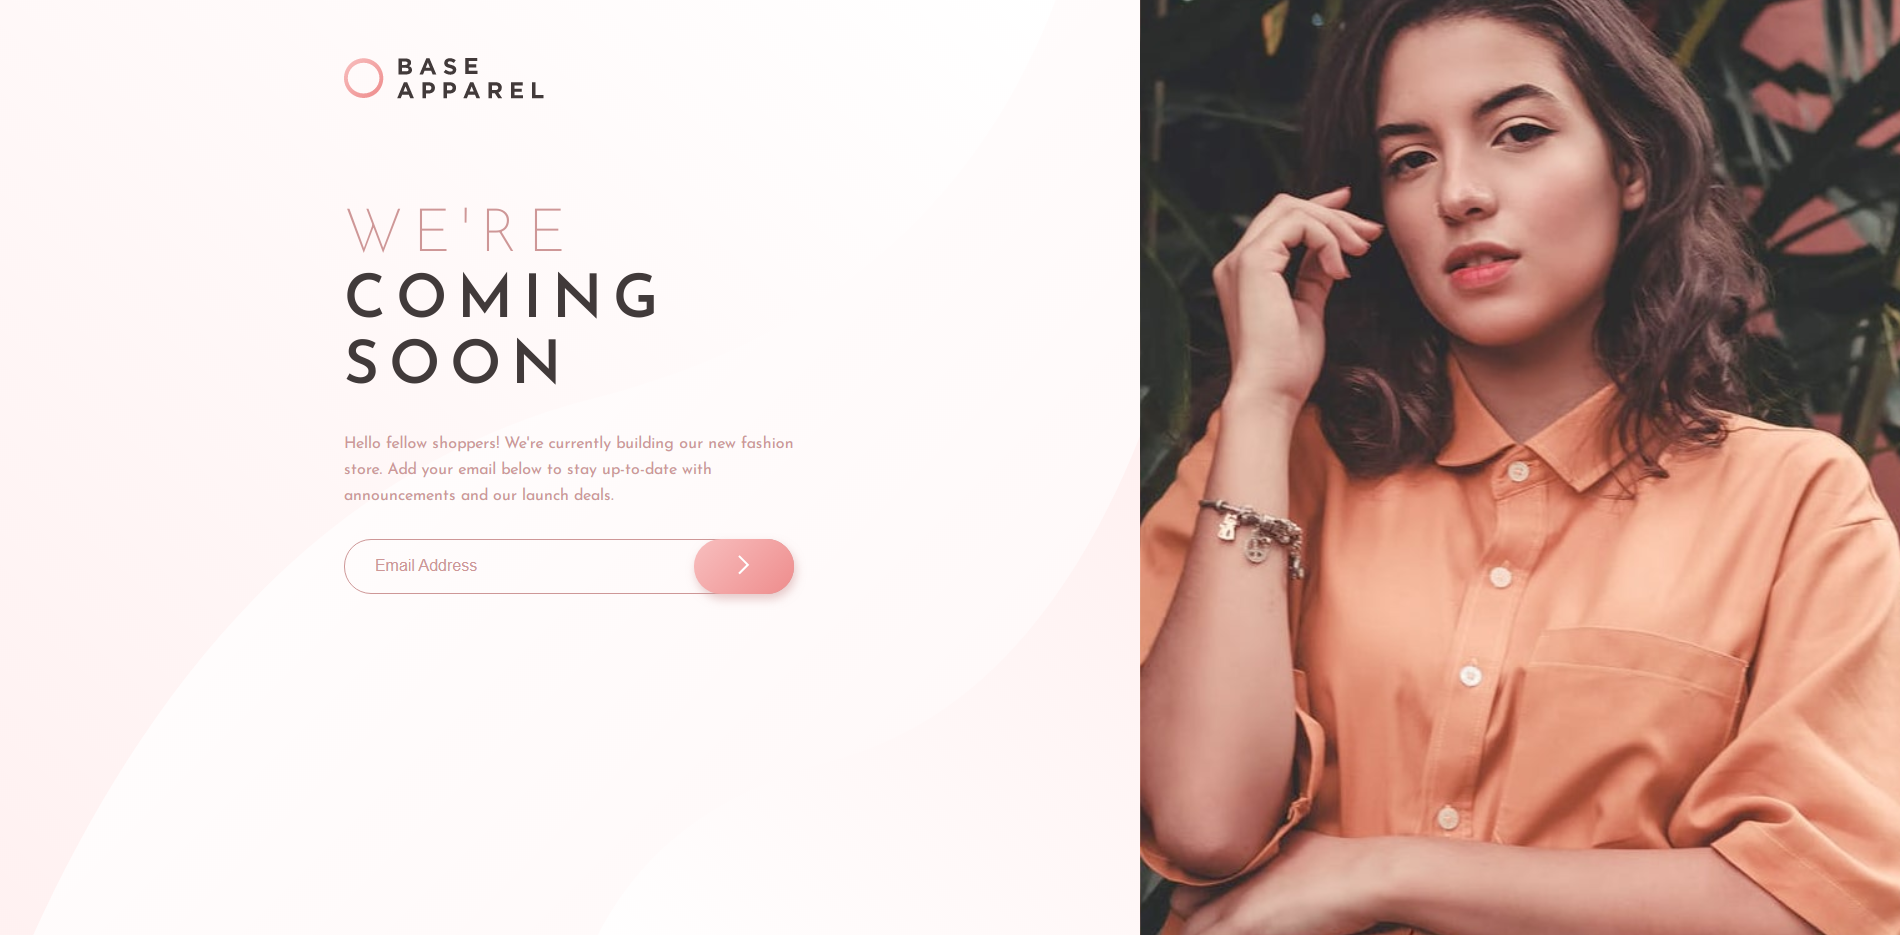 BASE
APPAREL
WE'RE
COMING
SOON
Hello fellow shoppers! We're currently building our new fashion
store. Add your email below to stay up-to-date with
announcements and our launch deals.
Email Address